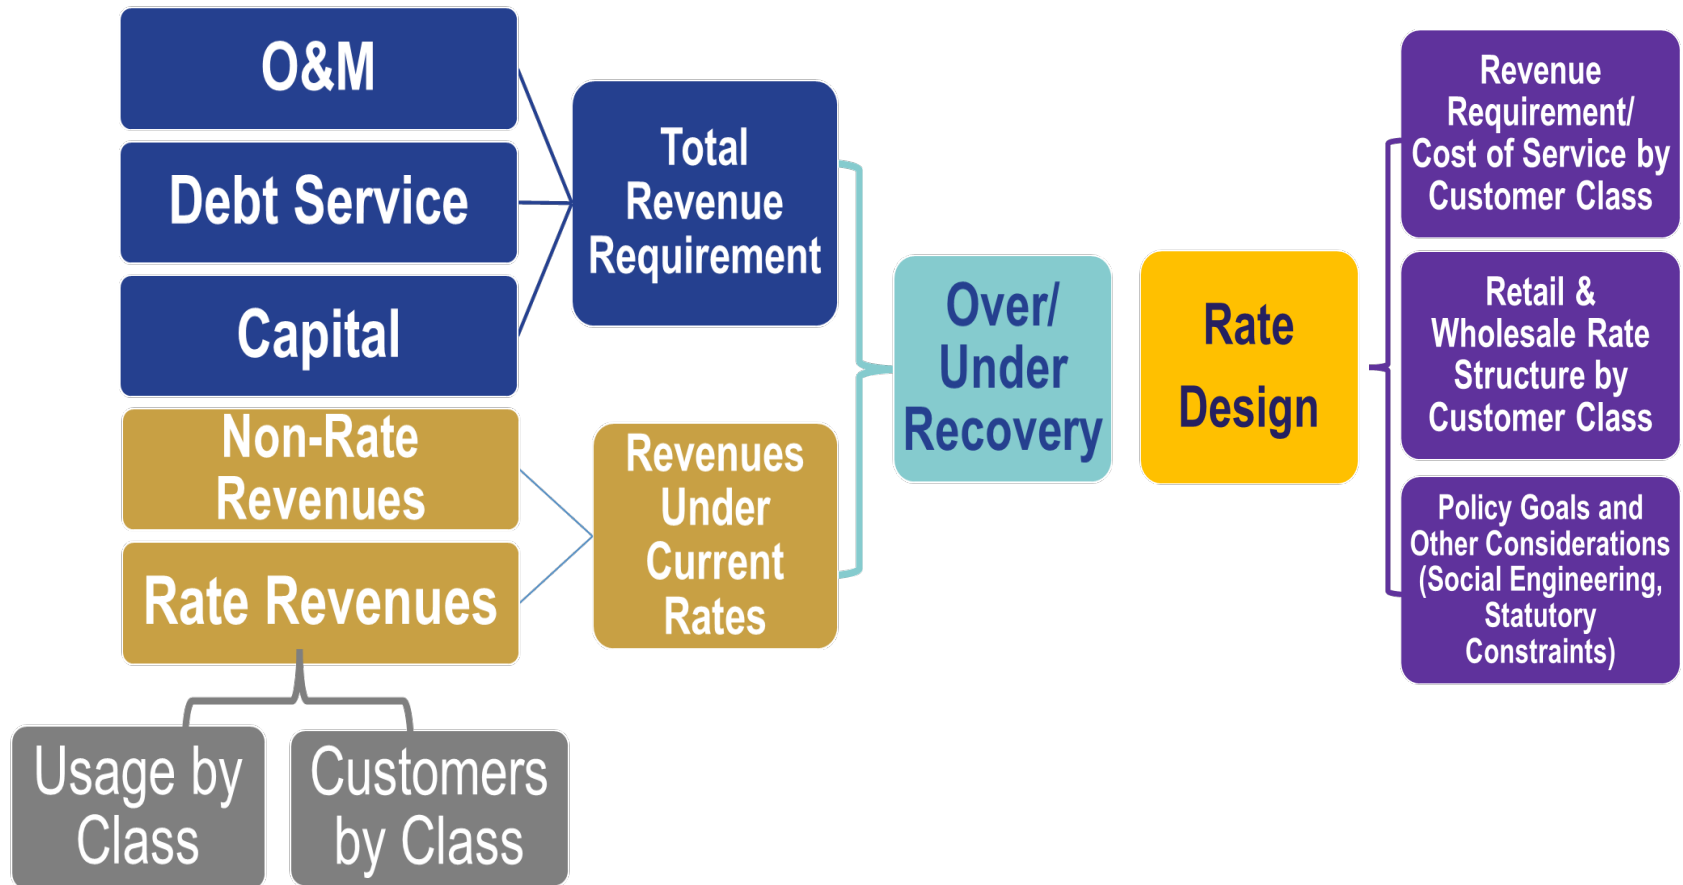 O&M
Debt Service
Capital
Non-Rate
Revenues
Rate Revenues
Usage by
Class
Customers
by Class
Total
Revenue
Requirement
Revenues
Under
Current
Rates
Over/
Under
Recovery
Rate
Design
Revenue
Requirement/
Cost of Service by
Customer Class
Retail &
Wholesale Rate
Structure by
Customer Class
Policy Goals and
Other Considerations
(Social Engineering,
Statutory
Constraints)